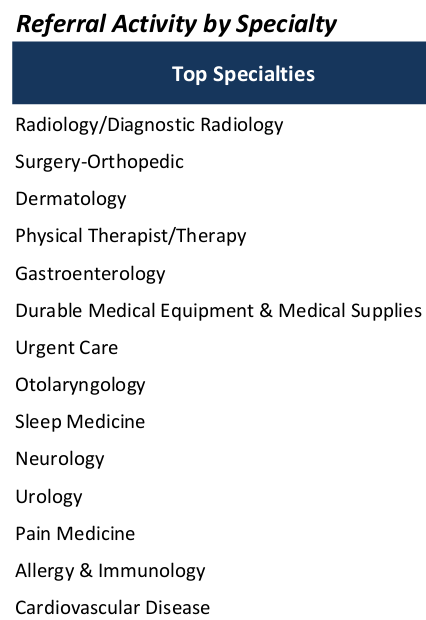 Referral Activity by Specialty
Top Specialties
Radiology/Diagnostic Radiology
Surgery-Orthopedic
Dermatology
Physical Therapist/Therapy
Gastroenterology
Durable Medical Equipment & Medical Supplies
Urgent Care
Otolaryngology
Sleep Medicine
Neurology
Urology
Pain Medicine
Allergy & Immunology
Cardiovascular Disease